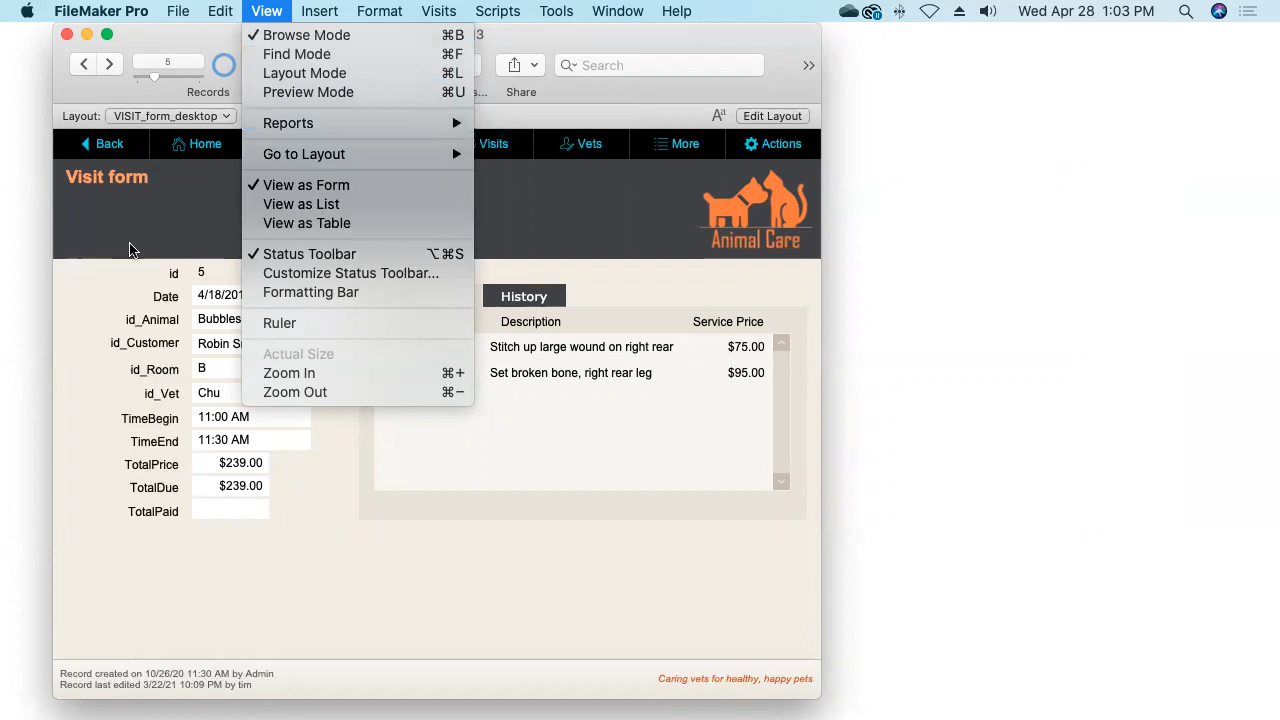 FileMaker Pro File Edit View Insert Format Visits Scripts Tools Window Help Wed Apr 28 1:03 PM
✓ Browse Mode ⌘B
Find Mode ⌘F
Layout Mode ⌘L
Preview Mode ⌘U
Reports
Go to Layout
✓ View as Form
View as List
View as Table
✓ Status Toolbar ⌥⌘S
Customize Status Toolbar...
Formatting Bar
Ruler
Actual Size
Zoom In ⌘+
Zoom Out ⌘−
3
5
Records
s...
Share
Search
Layout: VISIT_form_desktop
Aa
Edit Layout
Back Home Visits Vets More Actions
Visit form
Animal Care
id 5
Date 4/18/201
id_Animal Bubbles
id_Customer Robin S
id_Room B
id_Vet Chu
TimeBegin 11:00 AM
TimeEnd 11:30 AM
TotalPrice $239.00
TotalDue $239.00
TotalPaid
History
Description Service Price
Stitch up large wound on right rear $75.00
Set broken bone, right rear leg $95.00
Record created on 10/26/20 11:30 AM by Admin
Record last edited 3/22/21 10:09 PM by tim
Caring vets for healthy, happy pets